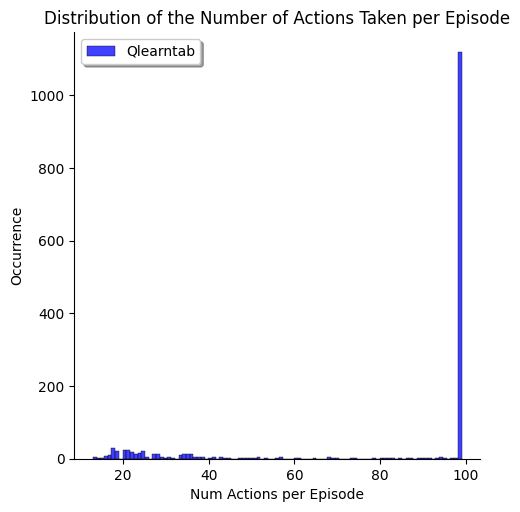 Distribution of the Number of Actions Taken per Episode
Qlearntab
1000
800
600
400
200
0
Occurrence
20 40 60 80 100
Num Actions per Episode